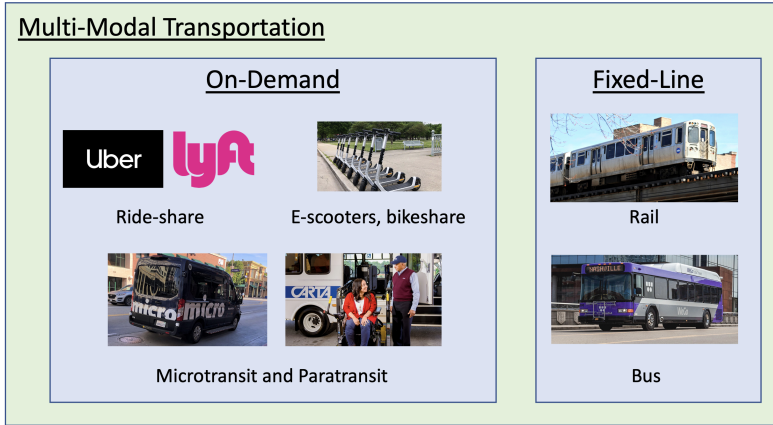 Multi-Modal Transportation
On-Demand
Fixed-Line
Uber
lyft
Ride-share
E-scooters, bikeshare
Rail
micro
micro
CARTA
NASHVILLE
Microtransit and Paratransit
Bus